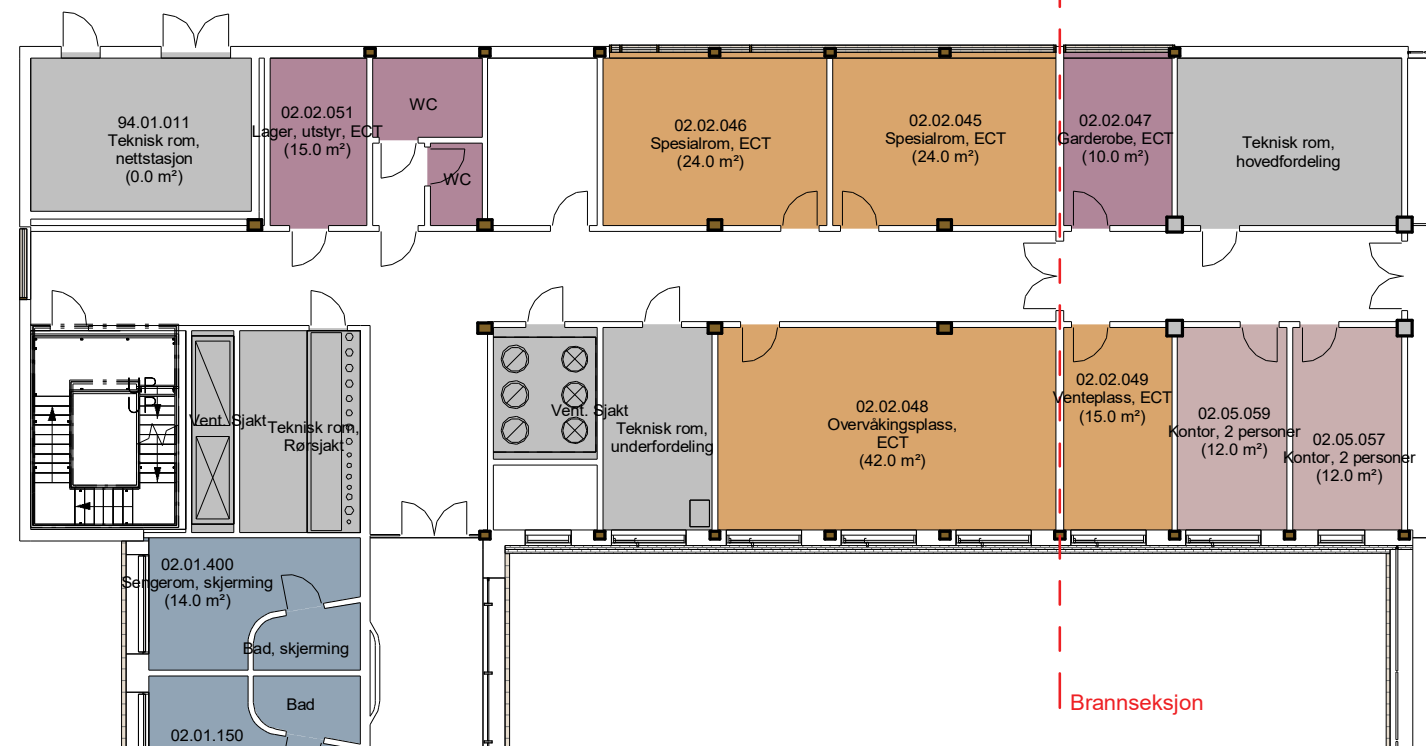 94.01.011
Teknisk rom,
nettstasjon
(0.0 m²)
02.02.051
Lager, utstyr, ECT
(15.0 m²)
WC
WC
02.02.046
Spesialrom, ECT
(24.0 m²)
02.02.045
Spesialrom, ECT
(24.0 m²)
02.02.047
Garderobe, ECT
(10.0 m²)
Teknisk rom,
hovedfordeling
UP
UP
Vent. Sjakt
Teknisk rom,
Rørsjakt
Vent. Sjakt
Teknisk rom,
underfordeling
02.02.048
Overvåkingsplass,
ECT
(42.0 m²)
02.02.049
Venteplass, ECT
(15.0 m²)
02.05.059
Kontor, 2 personer
(12.0 m²)
02.05.057
Kontor, 2 personer
(12.0 m²)
02.01.400
Sengerom, skjerming
(14.0 m²)
Bad, skjerming
Bad
02.01.150
Brannseksjon